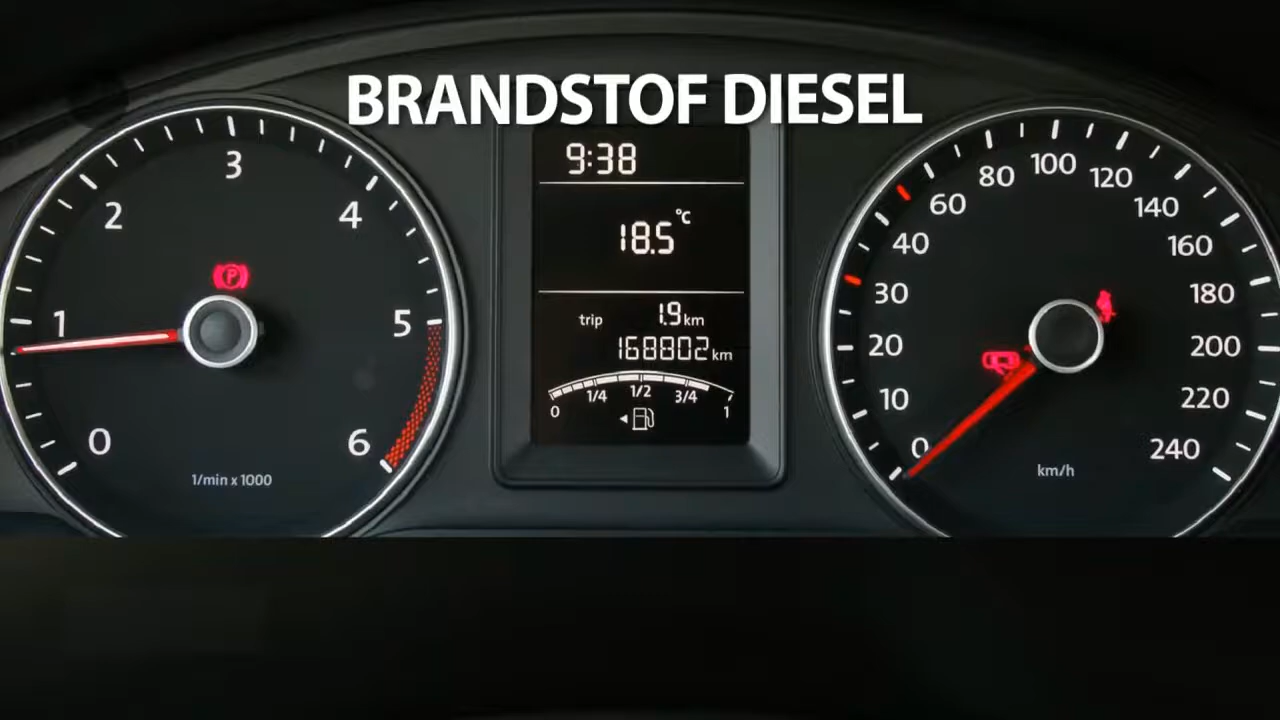 BRANDSTOF DIESEL
0
1
2
3
4
5
6
1/min x 1000
P
9:38
18.5 °C
trip 1.9 km
168802 km
0 1/4 1/2 3/4 1
0
10
20
30
40
60
80
100
120
140
160
180
200
220
240
km/h